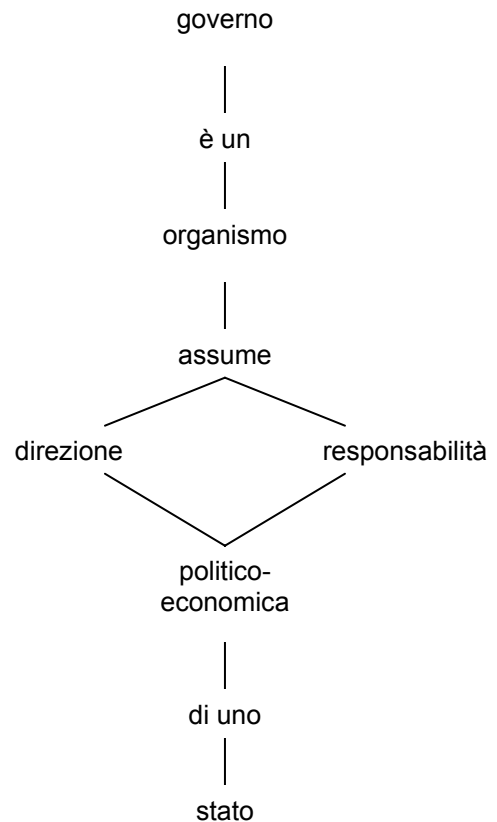 governo
è un
organismo
assume
direzione responsabilità
politico-
economica
di uno
stato